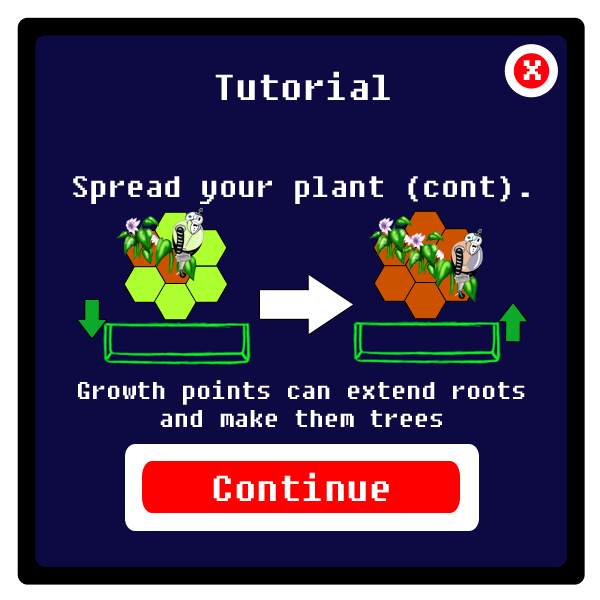 X
Tutorial
Spread your plant (cont).
Growth points can extend roots
and make them trees
Continue